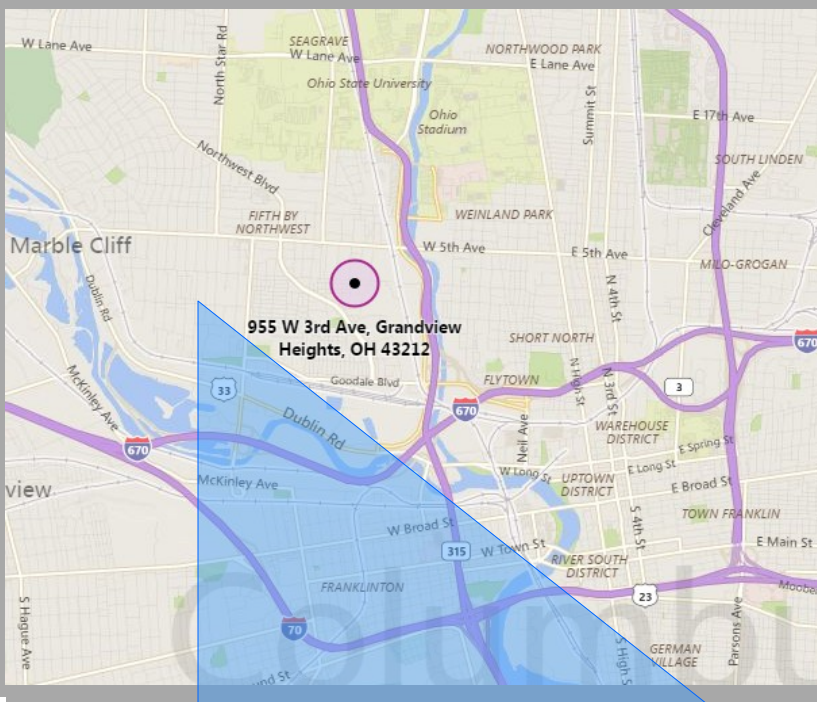 SEAGRAVE
W Lane Ave
W Lane Ave
North Star Rd
NORTHWOOD PARK
E Lane Ave
Ohio State University
Ohio
Stadium
Summit St
E 17th Ave
SOUTH LINDEN
Northwest Blvd
Cleveland Ave
FIFTH BY
NORTHWEST
WEINLAND PARK
Marble Cliff
W 5th Ave
E 5th Ave
MILO-GROGAN
Dublin Rd
N 4th St
955 W 3rd Ave, Grandview
Heights, OH 43212
SHORT NORTH
670
McKinley Ave
Goodale Blvd
FLYTOWN
N High St
N 3rd St
3
33
670
Dublin Rd
Neil Ave
WAREHOUSE
DISTRICT
670
E Spring St
W Long St
E Long St
view
McKinley Ave
UPTOWN
DISTRICT
E Broad St
W Broad St
S 4th St
TOWN FRANKLIN
315
W Town St
E Main St
RIVER SOUTH
DISTRICT
FRANKLINTON
23
Moobe
S Hague Ave
70
Columbu
Parsons Ave
S High S
GERMAN
VILLAGE
und St